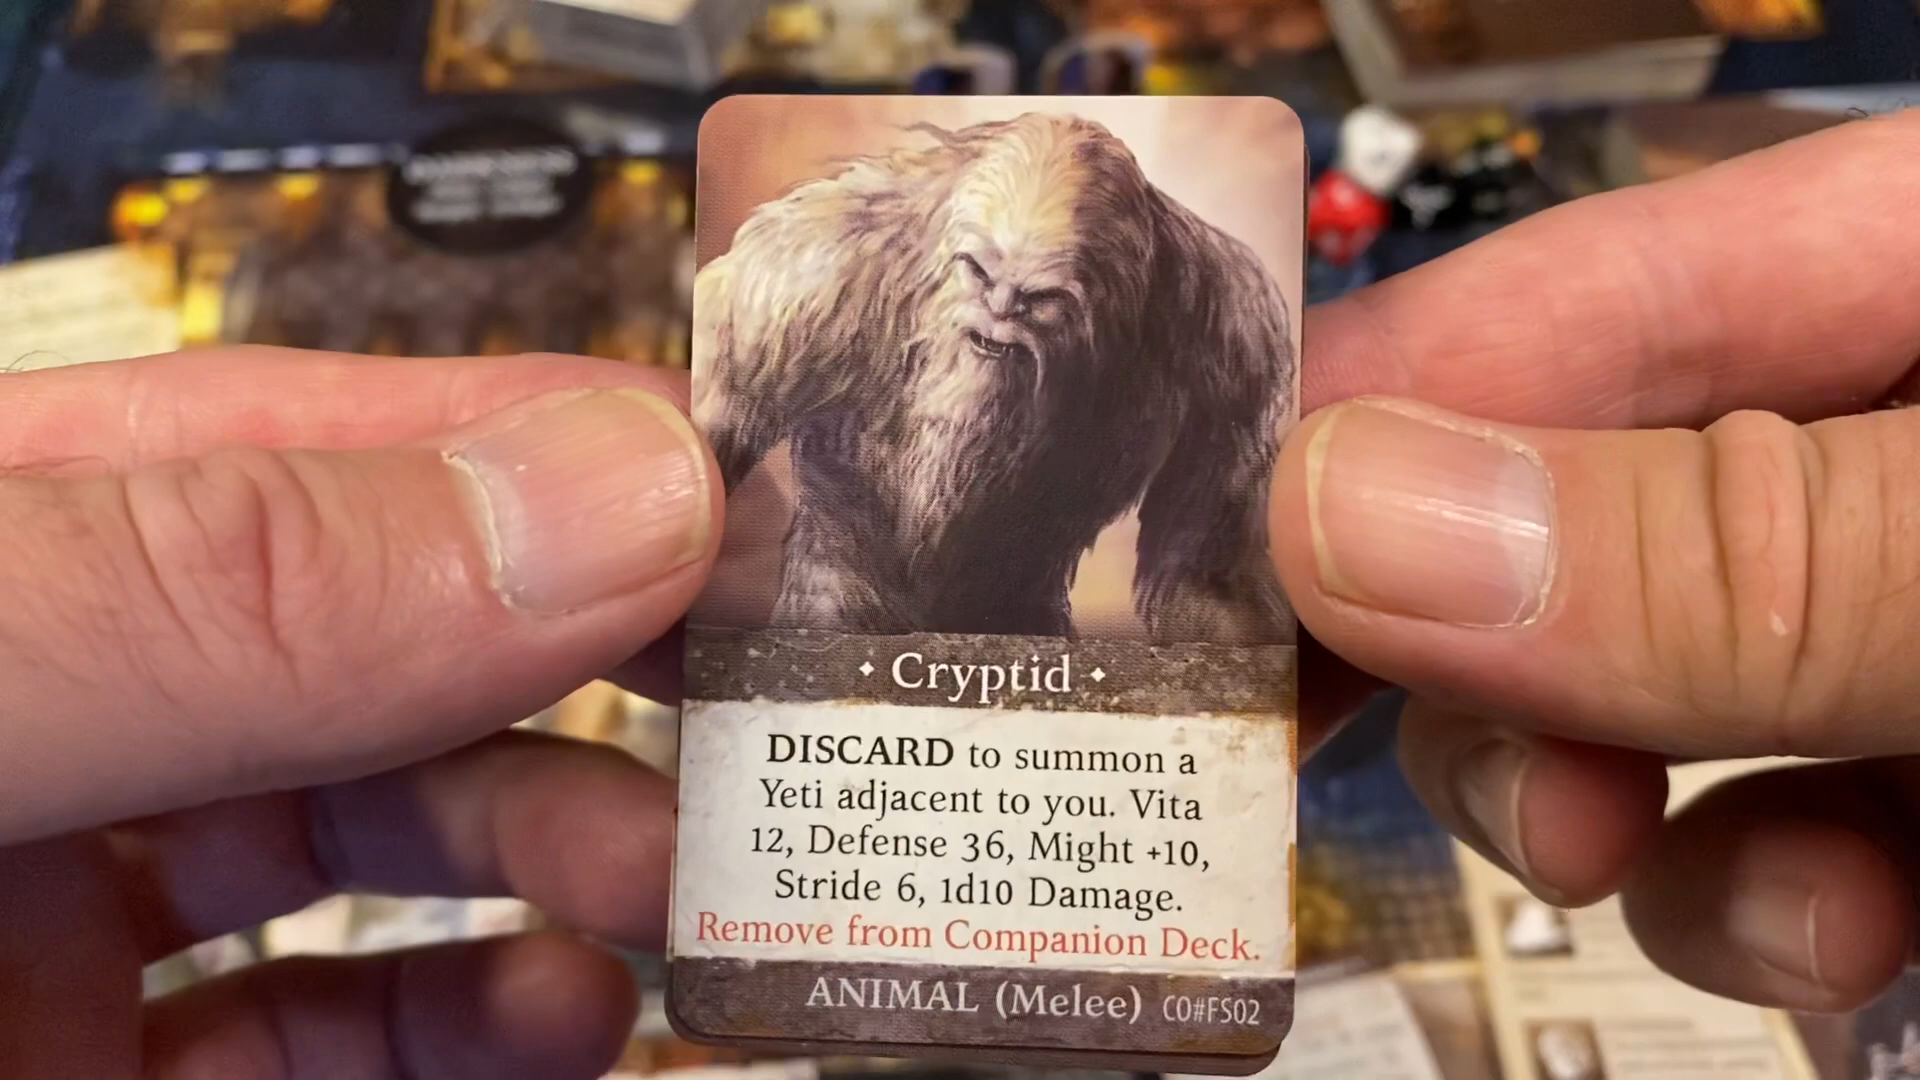 Cryptid
DISCARD to summon a
Yeti adjacent to you. Vita
12, Defense 36, Might +10,
Stride 6, 1d10 Damage.
Remove from Companion Deck.
ANIMAL (Melee) CO#FS02